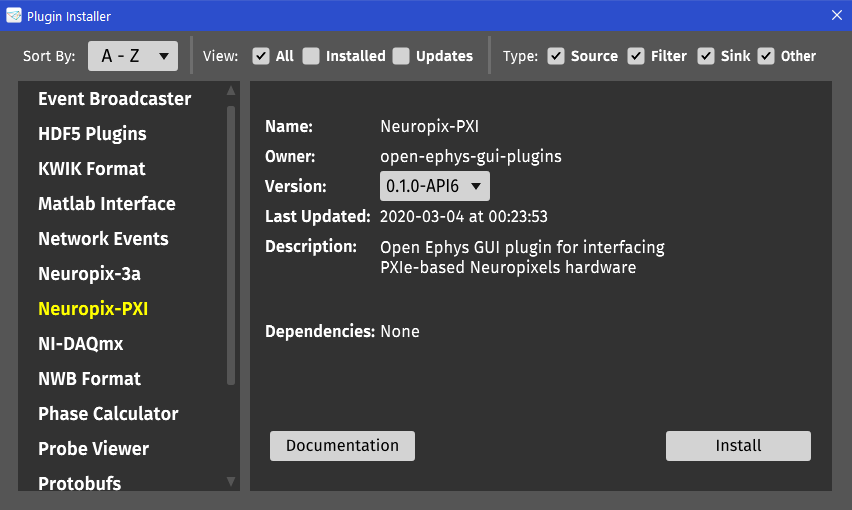 Plugin Installer
Sort By: A - Z View: All Installed Updates Type: Source Filter Sink Other
Event Broadcaster
HDF5 Plugins
KWIK Format
Matlab Interface
Network Events
Neuropix-3a
Neuropix-PXI
NI-DAQmx
NWB Format
Phase Calculator
Probe Viewer
Protobufs
Name: Neuropix-PXI
Owner: open-ephys-gui-plugins
Version: 0.1.0-API6
Last Updated: 2020-03-04 at 00:23:53
Description: Open Ephys GUI plugin for interfacing
PXIe-based Neuropixels hardware
Dependencies: None
Documentation Install